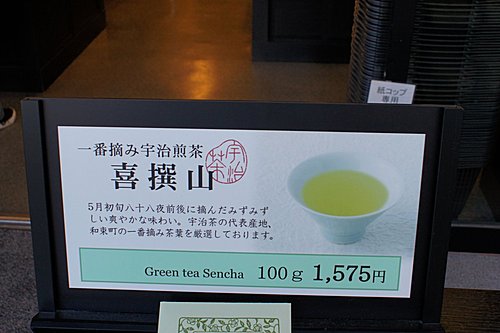 紙コップ
専用
一番摘み宇治煎茶
喜撰山
宇治
茶
5月初旬八十八夜前後に摘んだみずみず
しい爽やかな味わい。宇治茶の代表産地、
和束町の一番摘み茶葉を厳選しております。
Green tea Sencha 100g 1,575円